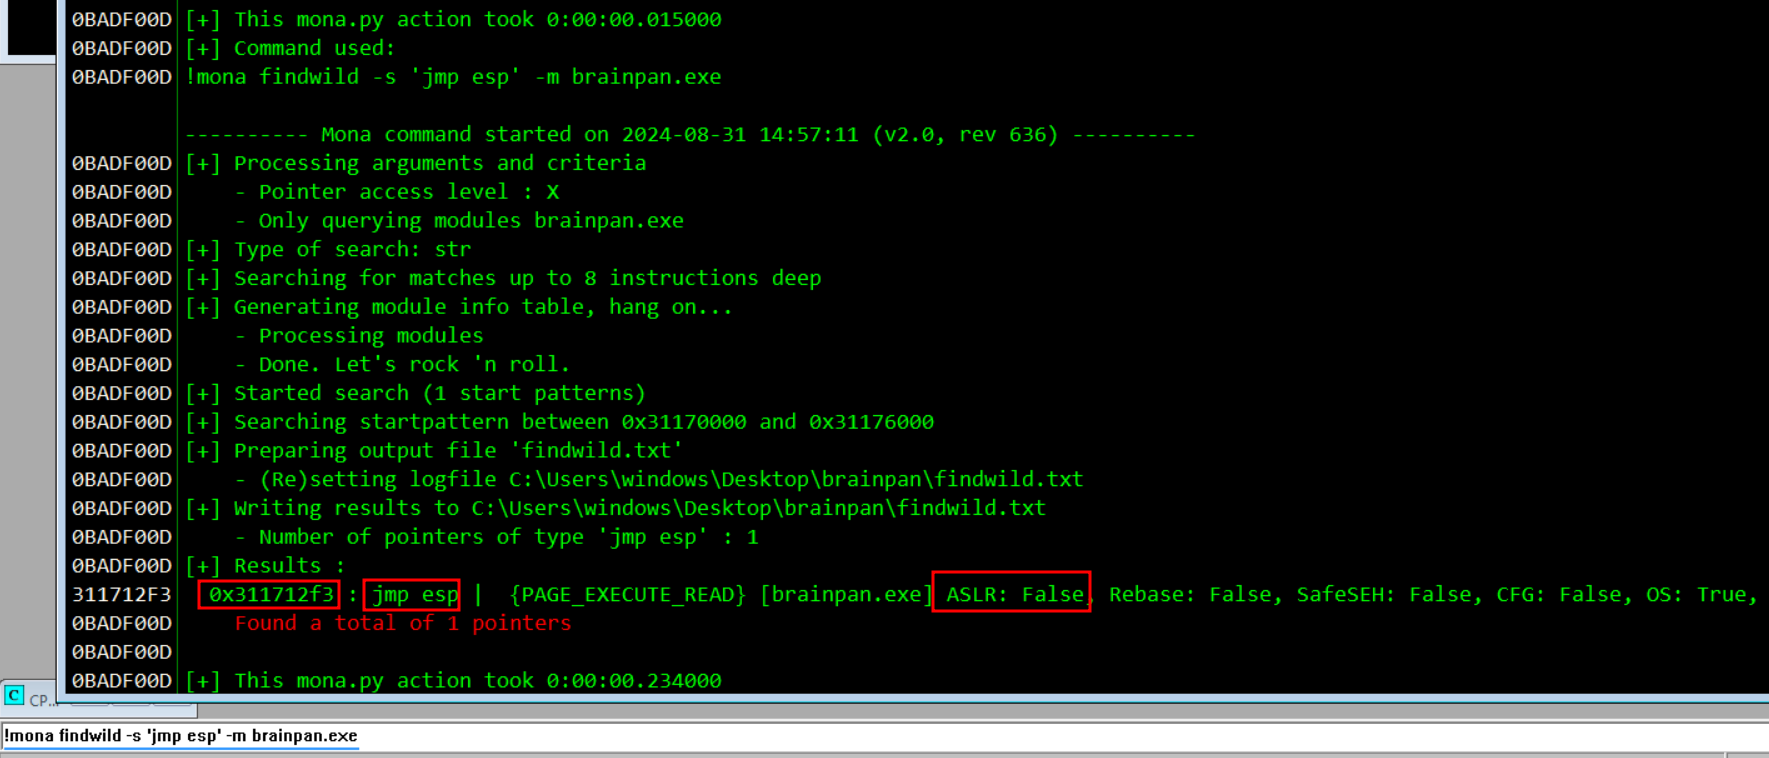 0BADF00D [+] This mona.py action took 0:00:00.015000
0BADF00D [+] Command used:
0BADF00D !mona findwild -s 'jmp esp' -m brainpan.exe
---------- Mona command started on 2024-08-31 14:57:11 (v2.0, rev 636) ----------
0BADF00D [+] Processing arguments and criteria
0BADF00D     - Pointer access level : X
0BADF00D     - Only querying modules brainpan.exe
0BADF00D [+] Type of search: str
0BADF00D [+] Searching for matches up to 8 instructions deep
0BADF00D [+] Generating module info table, hang on...
0BADF00D     - Processing modules
0BADF00D     - Done. Let's rock 'n roll.
0BADF00D [+] Started search (1 start patterns)
0BADF00D [+] Searching startpattern between 0x31170000 and 0x31176000
0BADF00D [+] Preparing output file 'findwild.txt'
0BADF00D     - (Re)setting logfile C:\Users\windows\Desktop\brainpan\findwild.txt
0BADF00D [+] Writing results to C:\Users\windows\Desktop\brainpan\findwild.txt
0BADF00D     - Number of pointers of type 'jmp esp' : 1
0BADF00D [+] Results :
311712F3   0x311712f3 : jmp esp |  {PAGE_EXECUTE_READ} [brainpan.exe] ASLR: False, Rebase: False, SafeSEH: False, CFG: False, OS: True,
0BADF00D     Found a total of 1 pointers
0BADF00D
0BADF00D [+] This mona.py action took 0:00:00.234000
C CP...
!mona findwild -s 'jmp esp' -m brainpan.exe